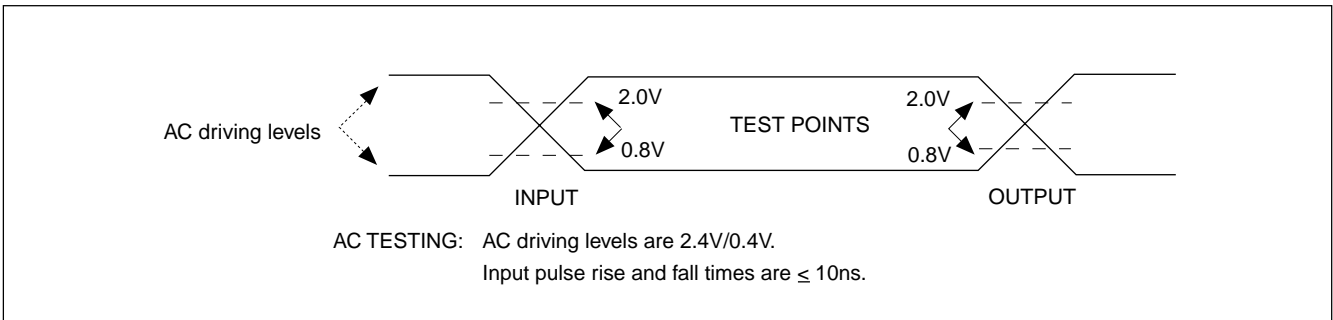 2.0V
2.0V
AC driving levels
TEST POINTS
0.8V
0.8V
INPUT
OUTPUT
AC TESTING: AC driving levels are 2.4V/0.4V.
Input pulse rise and fall times are ≤ 10ns.